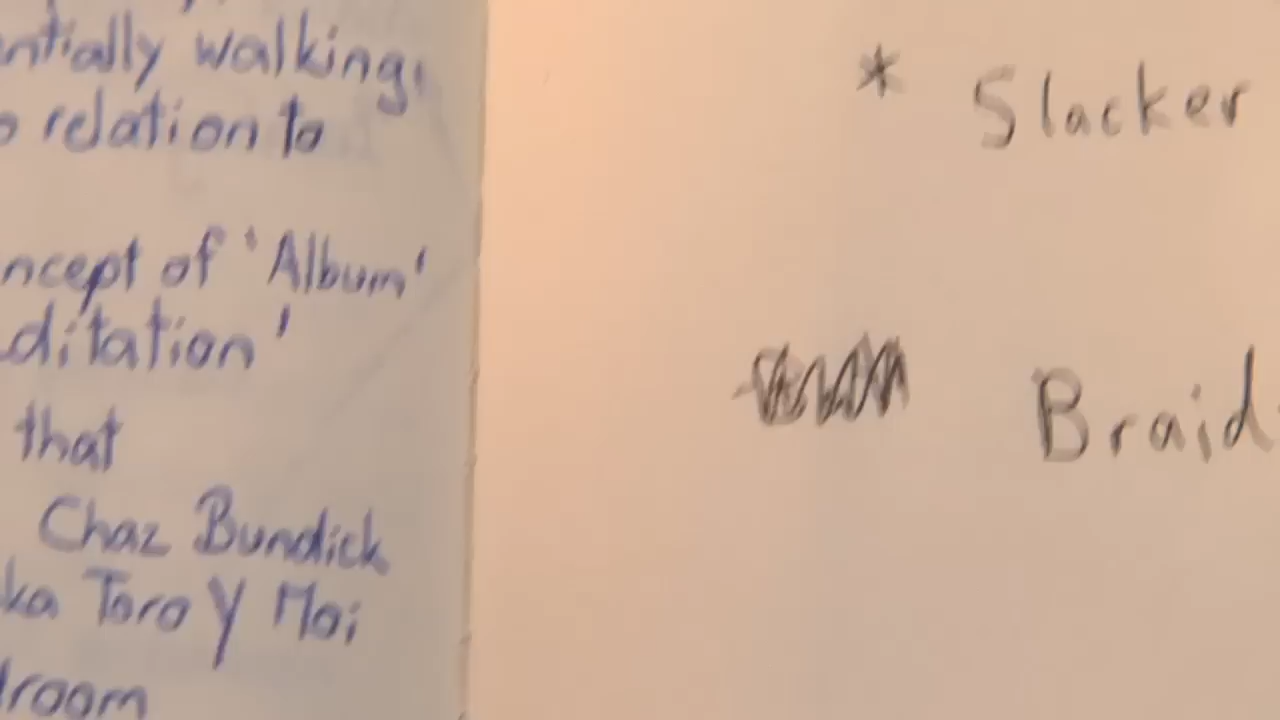 ntially walking,
o relation to
ncept of 'Album'
ditation'
that
Chaz Bundick
ka Toro Y Moi
droom
* Slacker
Braid